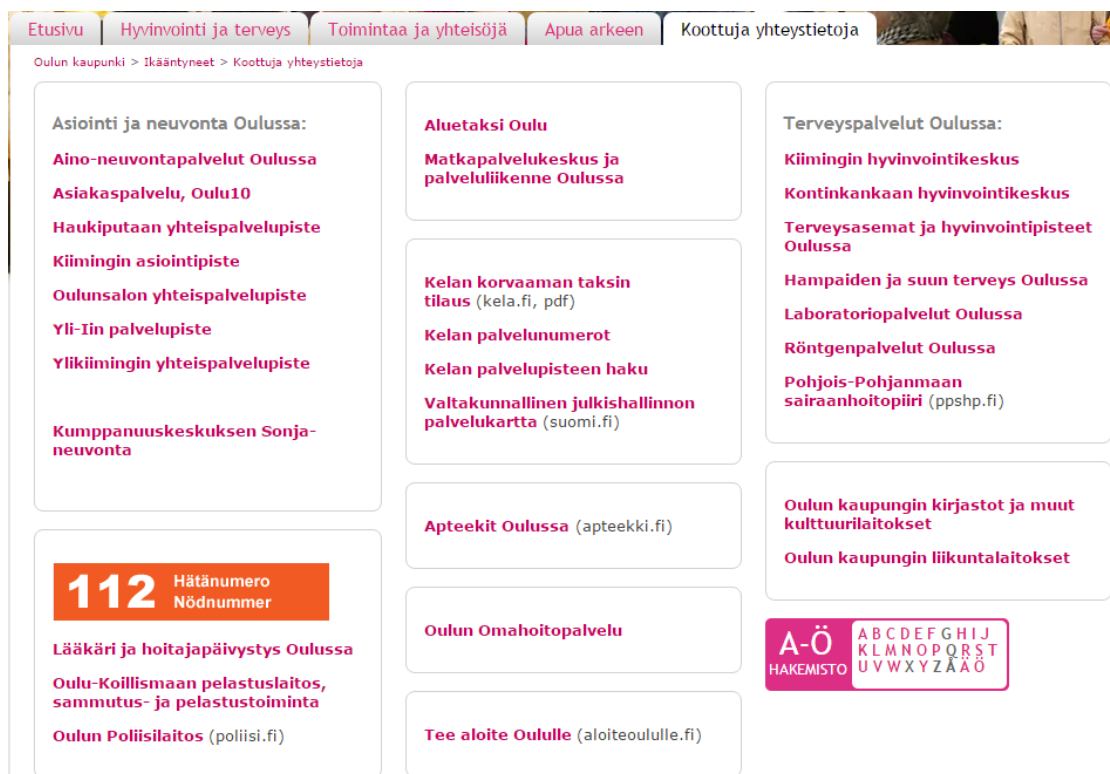 Etusivu
Hyvinvointi ja terveys
Toimintaa ja yhteisöjä
Apua arkeen
Koottuja yhteystietoja
Oulun kaupunki > Ikääntyneet > Koottuja yhteystietoja
Asiointi ja neuvonta Oulussa:
Aino-neuvontapalvelut Oulussa
Asiakaspalvelu, Oulu10
Haukiputaan yhteispalvelupiste
Kiimingin asiointipiste
Oulunsalon yhteispalvelupiste
Yli-Iin palvelupiste
Ylikiimingin yhteispalvelupiste
Kumppanuuskeskuksen Sonja-
neuvonta
112 Hätänumero
Nödnummer
Lääkäri ja hoitajapäivystys Oulussa
Oulu-Koillismaan pelastuslaitos,
sammutus- ja pelastustoiminta
Oulun Poliisilaitos (poliisi.fi)
Aluetaksi Oulu
Matkapalvelukeskus ja
palveluliikenne Oulussa
Kelan korvaaman taksin
tilaus (kela.fi, pdf)
Kelan palvelunumerot
Kelan palvelupisteen haku
Valtakunnallinen julkishallinnon
palvelukartta (suomi.fi)
Apteekit Oulussa (apteekki.fi)
Oulun Omahoitopalvelu
Tee aloite Oululle (aloiteoululle.fi)
Terveyspalvelut Oulussa:
Kiimingin hyvinvointikeskus
Kontinkankaan hyvinvointikeskus
Terveysasemat ja hyvinvointipisteet
Oulussa
Hampaiden ja suun terveys Oulussa
Laboratoriopalvelut Oulussa
Röntgenpalvelut Oulussa
Pohjois-Pohjanmaan
sairaanhoitopiiri (ppshp.fi)
Oulun kaupungin kirjastot ja muut
kulttuurilaitokset
Oulun kaupungin liikuntalaitokset
A-Ö
HAKEMISTO
A B C D E F G H I J
K L M N O P Q R S T
U V W X Y Z Å Ä Ö